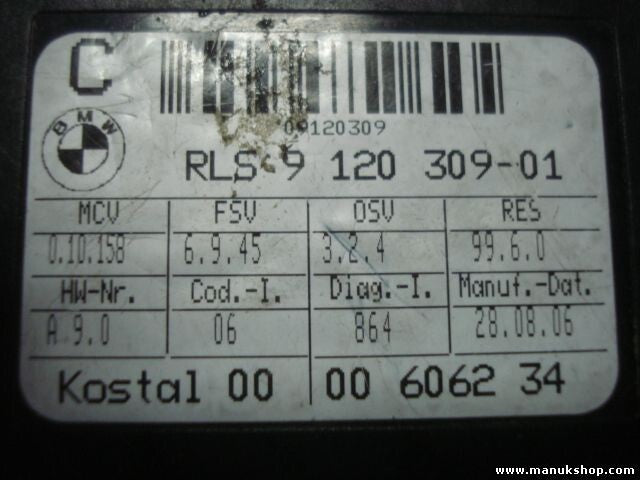 C
09120309
BMW
RLS 9 120 309-01
MCV FSV OSV RES
0.10.158 6.9.45 3.2.4 99.6.0
HW-Nr. Cod.-I. Diag.-I. Manuf.-Dat.
A 9.0 06 864 28.08.06
Kostal 00 00 6062 34
www.manukshop.com